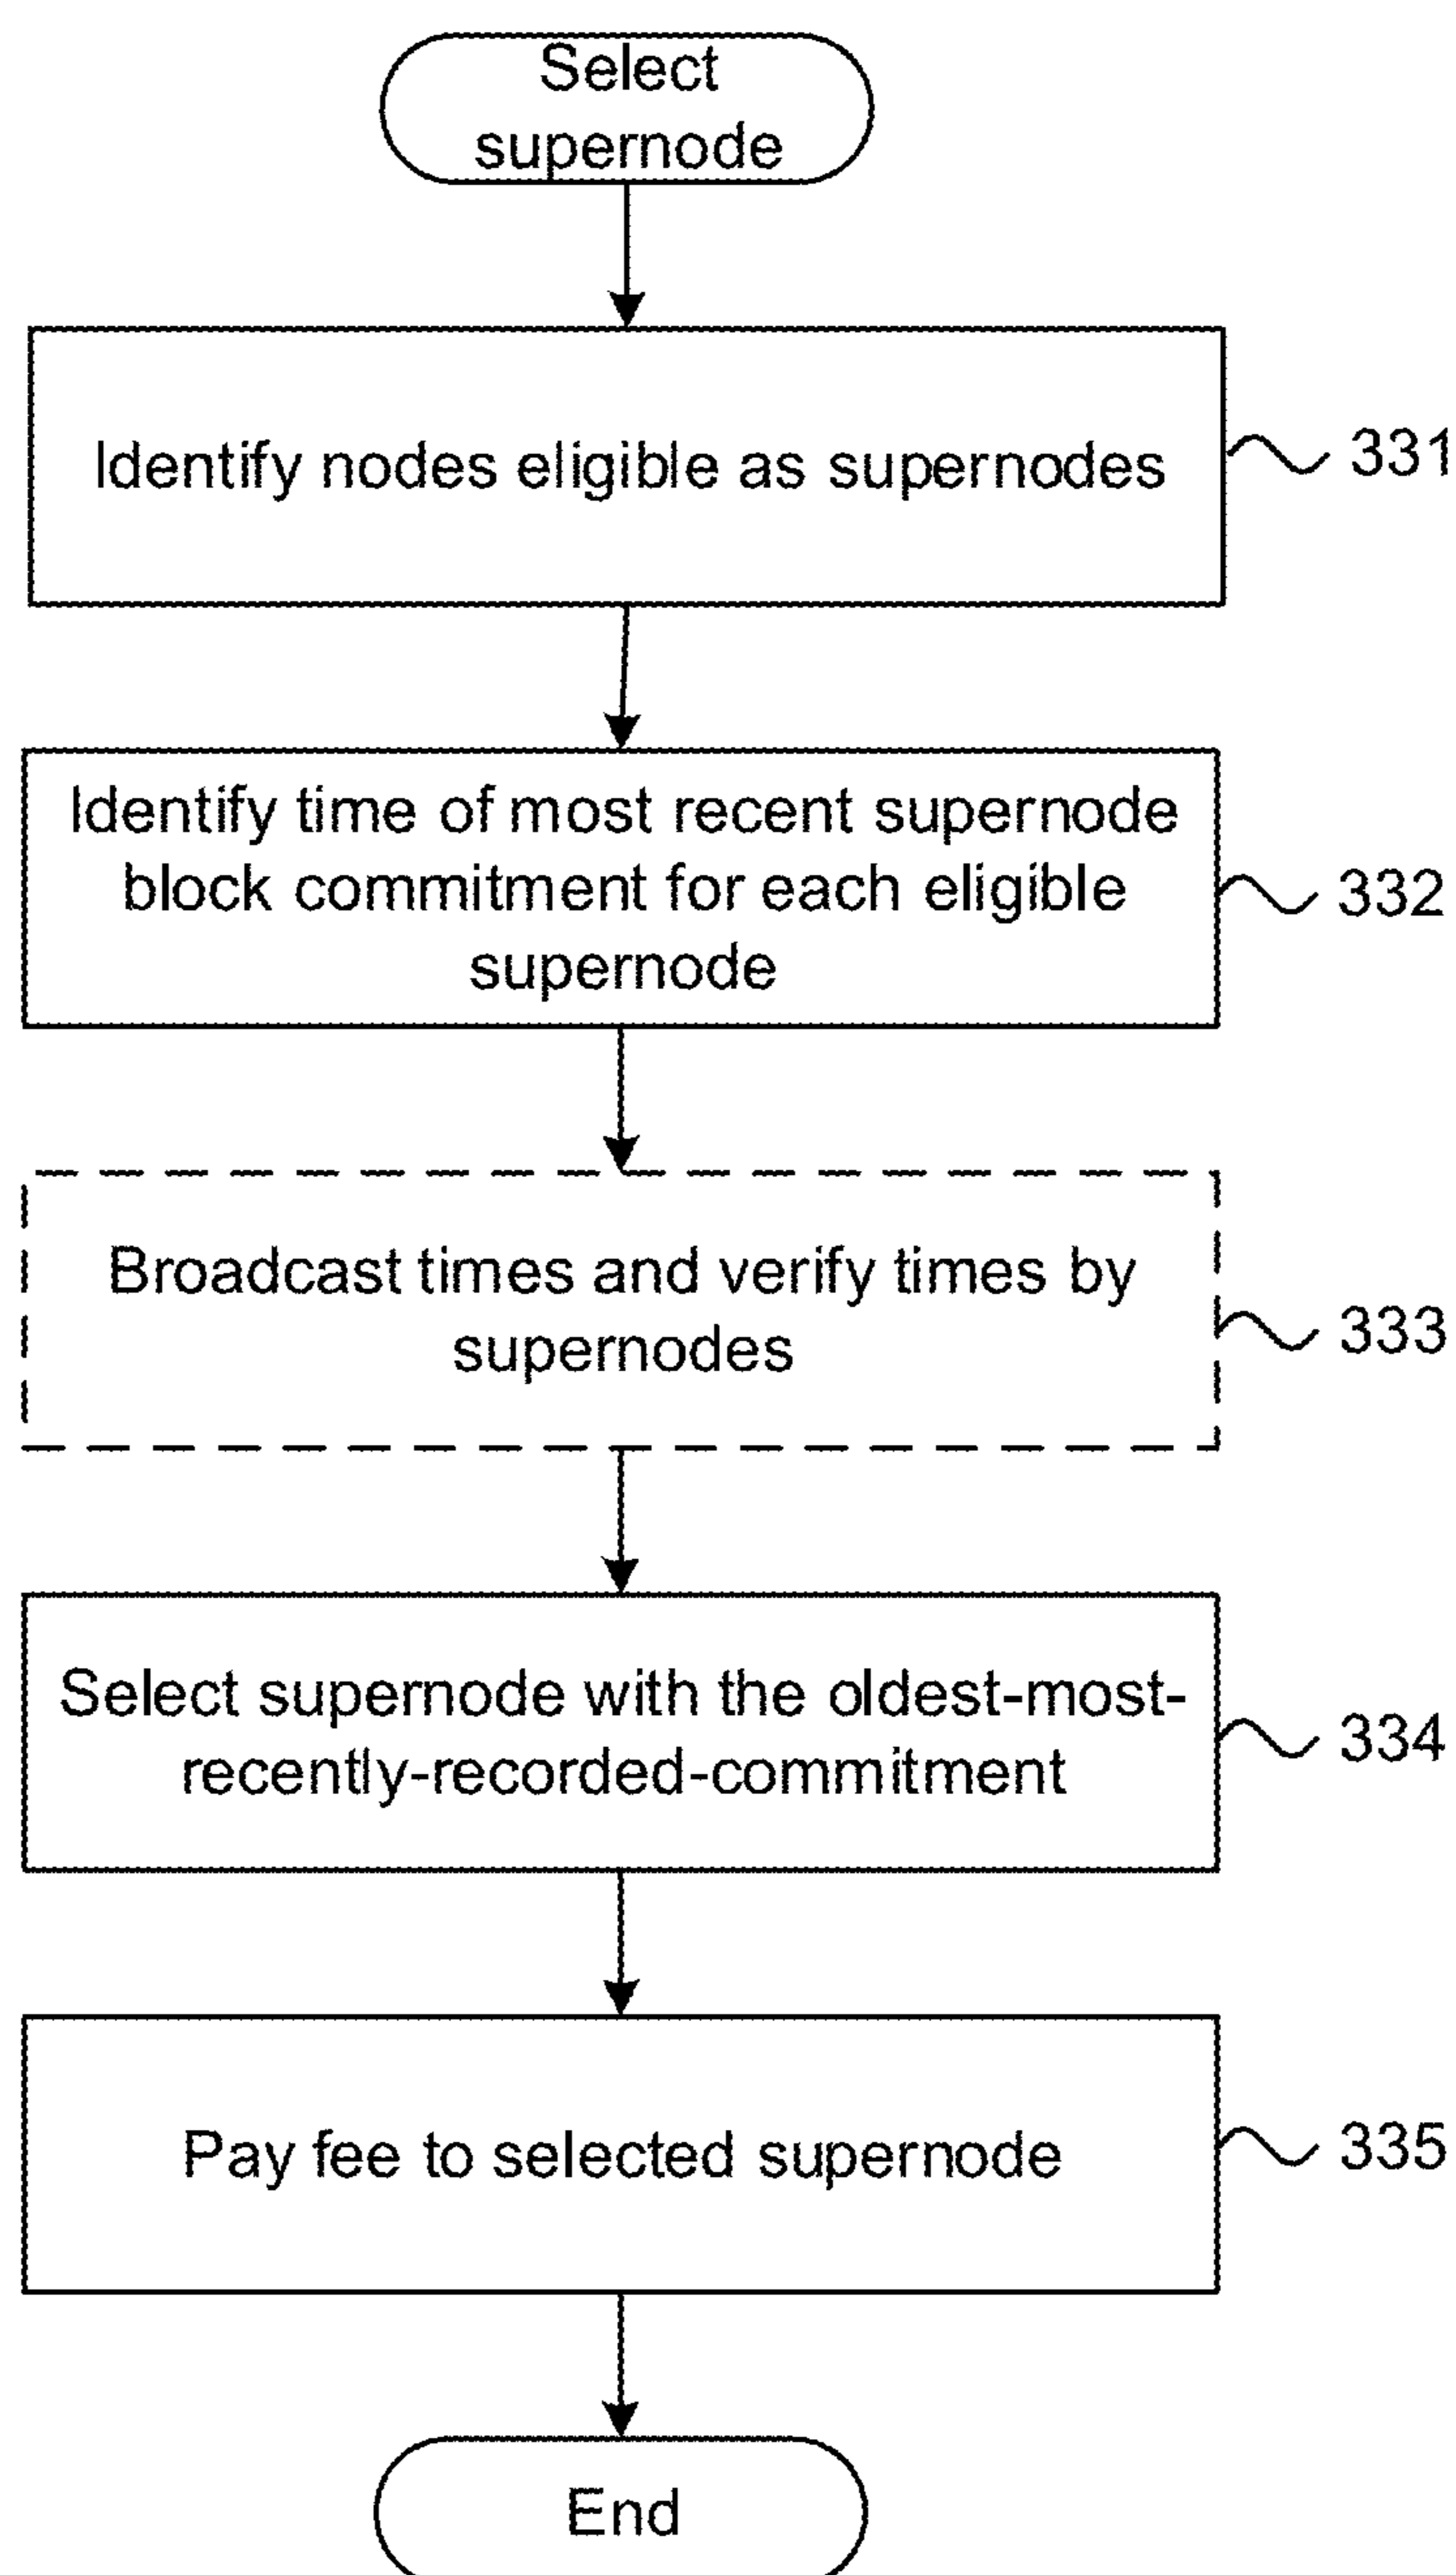 Select
supernode
Identify nodes eligible as supernodes
331
Identify time of most recent supernode
block commitment for each eligible
supernode
332
Broadcast times and verify times by
supernodes
333
Select supernode with the oldest-most-
recently-recorded-commitment
334
Pay fee to selected supernode
335
End